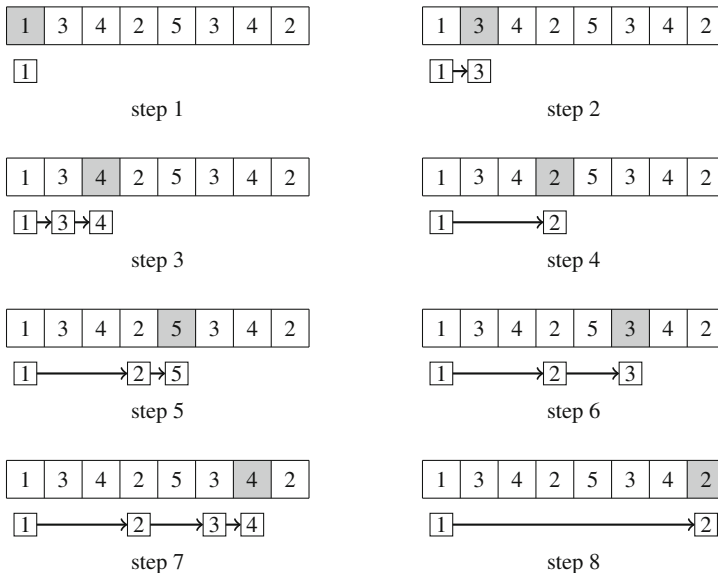 1 3 4 2 5 3 4 2
1
step 1
1 3 4 2 5 3 4 2
1 3
step 2
1 3 4 2 5 3 4 2
1 3 4
step 3
1 3 4 2 5 3 4 2
1 2
step 4
1 3 4 2 5 3 4 2
1 2 5
step 5
1 3 4 2 5 3 4 2
1 2 3
step 6
1 3 4 2 5 3 4 2
1 2 3 4
step 7
1 3 4 2 5 3 4 2
1 2
step 8